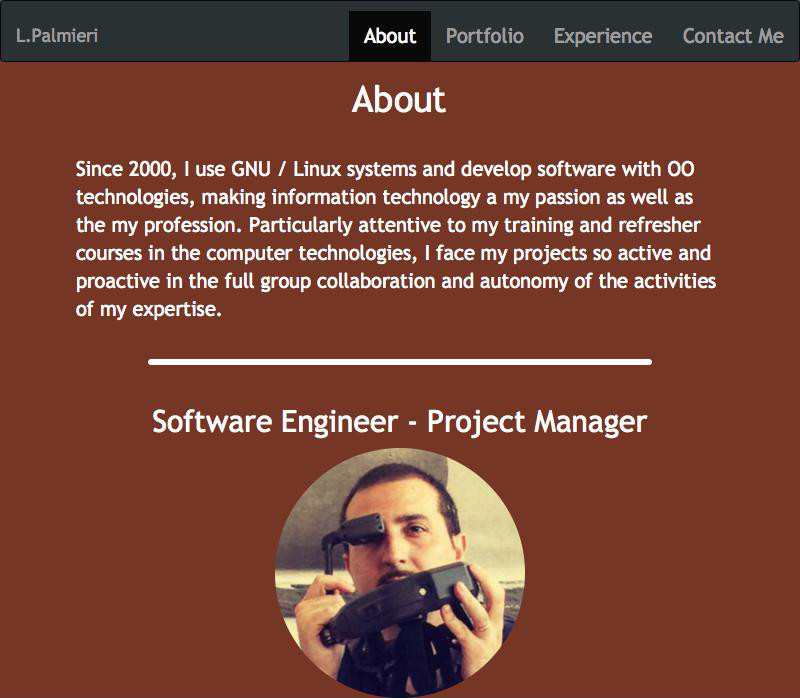 L.Palmieri
About
Portfolio
Experience
Contact Me
About
Since 2000, I use GNU / Linux systems and develop software with OO
technologies, making information technology a my passion as well as
the my profession. Particularly attentive to my training and refresher
courses in the computer technologies, I face my projects so active and
proactive in the full group collaboration and autonomy of the activities
of my expertise.
Software Engineer - Project Manager